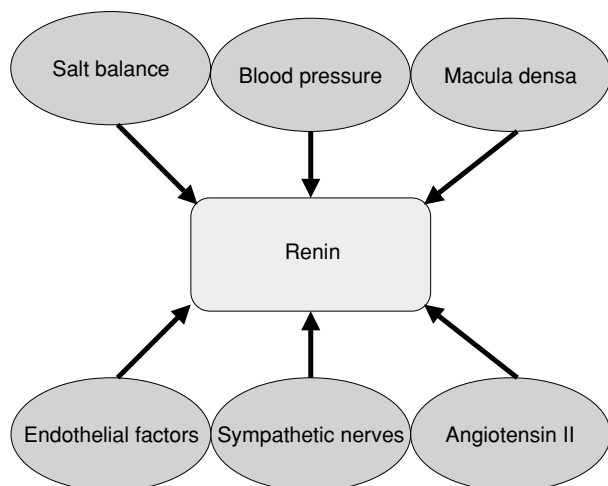 Salt balance
Blood pressure
Macula densa
Renin
Endothelial factors
Sympathetic nerves
Angiotensin II